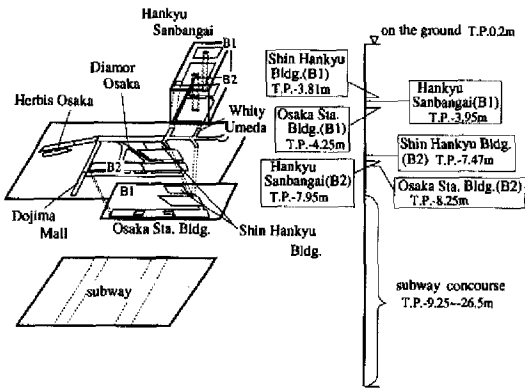 Hankyu
Sanbangai
B1
B2
Diamor
Osaka
Herbis Osaka
Whity
Umeda
B2
B1
Dojima
Mall
Osaka Sta. Bldg.
Shin Hankyu
Bldg.
subway
on the ground T.P.0.2m
Shin Hankyu
Bldg.(B1)
T.P.-3.81m
Hankyu
Sanbangai(B1)
T.P.-3.95m
Osaka Sta.
Bldg.(B1)
T.P.-4.25m
Shin Hankyu Bldg.
(B2) T.P.-7.47m
Hankyu
Sanbangai(B2)
T.P.-7.95m
Osaka Sta. Bldg.(B2)
T.P.-8.25m
subway concourse
T.P.-9.25~-26.5m